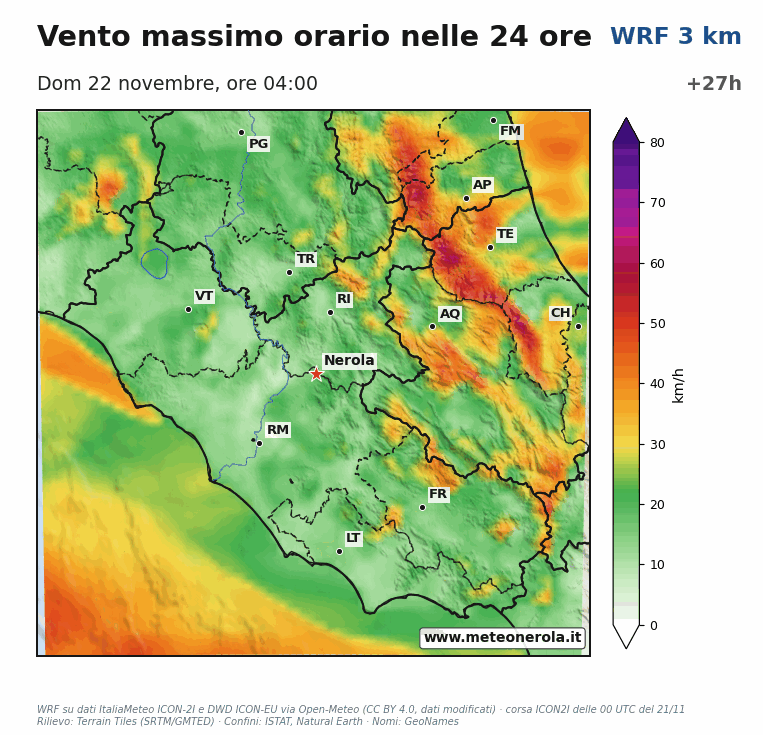 Vento massimo orario nelle 24 ore WRF 3 km
Dom 22 novembre, ore 04:00 +27h
FM
PG
AP
TE
TR
RI
VT
AQ
CH
Nerola
RM
FR
LT
www.meteonerola.it
80
70
60
50
40
30
20
10
0
km/h
WRF su dati ItaliaMeteo ICON-2I e DWD ICON-EU via Open-Meteo (CC BY 4.0, dati modificati) · corsa ICON2I delle 00 UTC del 21/11
Rilievo: Terrain Tiles (SRTM/GMTED) · Confini: ISTAT, Natural Earth · Nomi: GeoNames